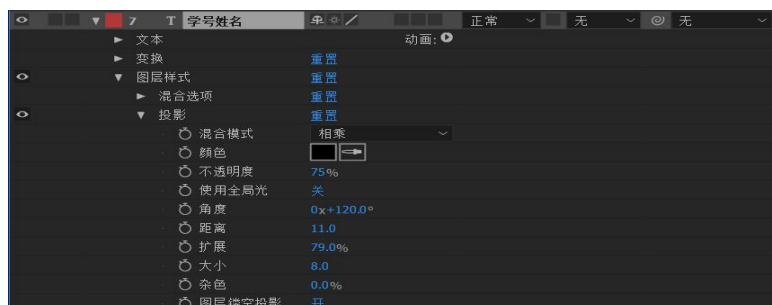 7 T 学号姓名 正常 无 无
文本 动画:
变换 重置
图层样式 重置
混合选项 重置
投影 重置
混合模式 相乘
颜色
不透明度 75%
使用全局光 关
角度 0x+120.0°
距离 11.0
扩展 79.0%
大小 8.0
杂色 0.0%
图层镂空投影 开